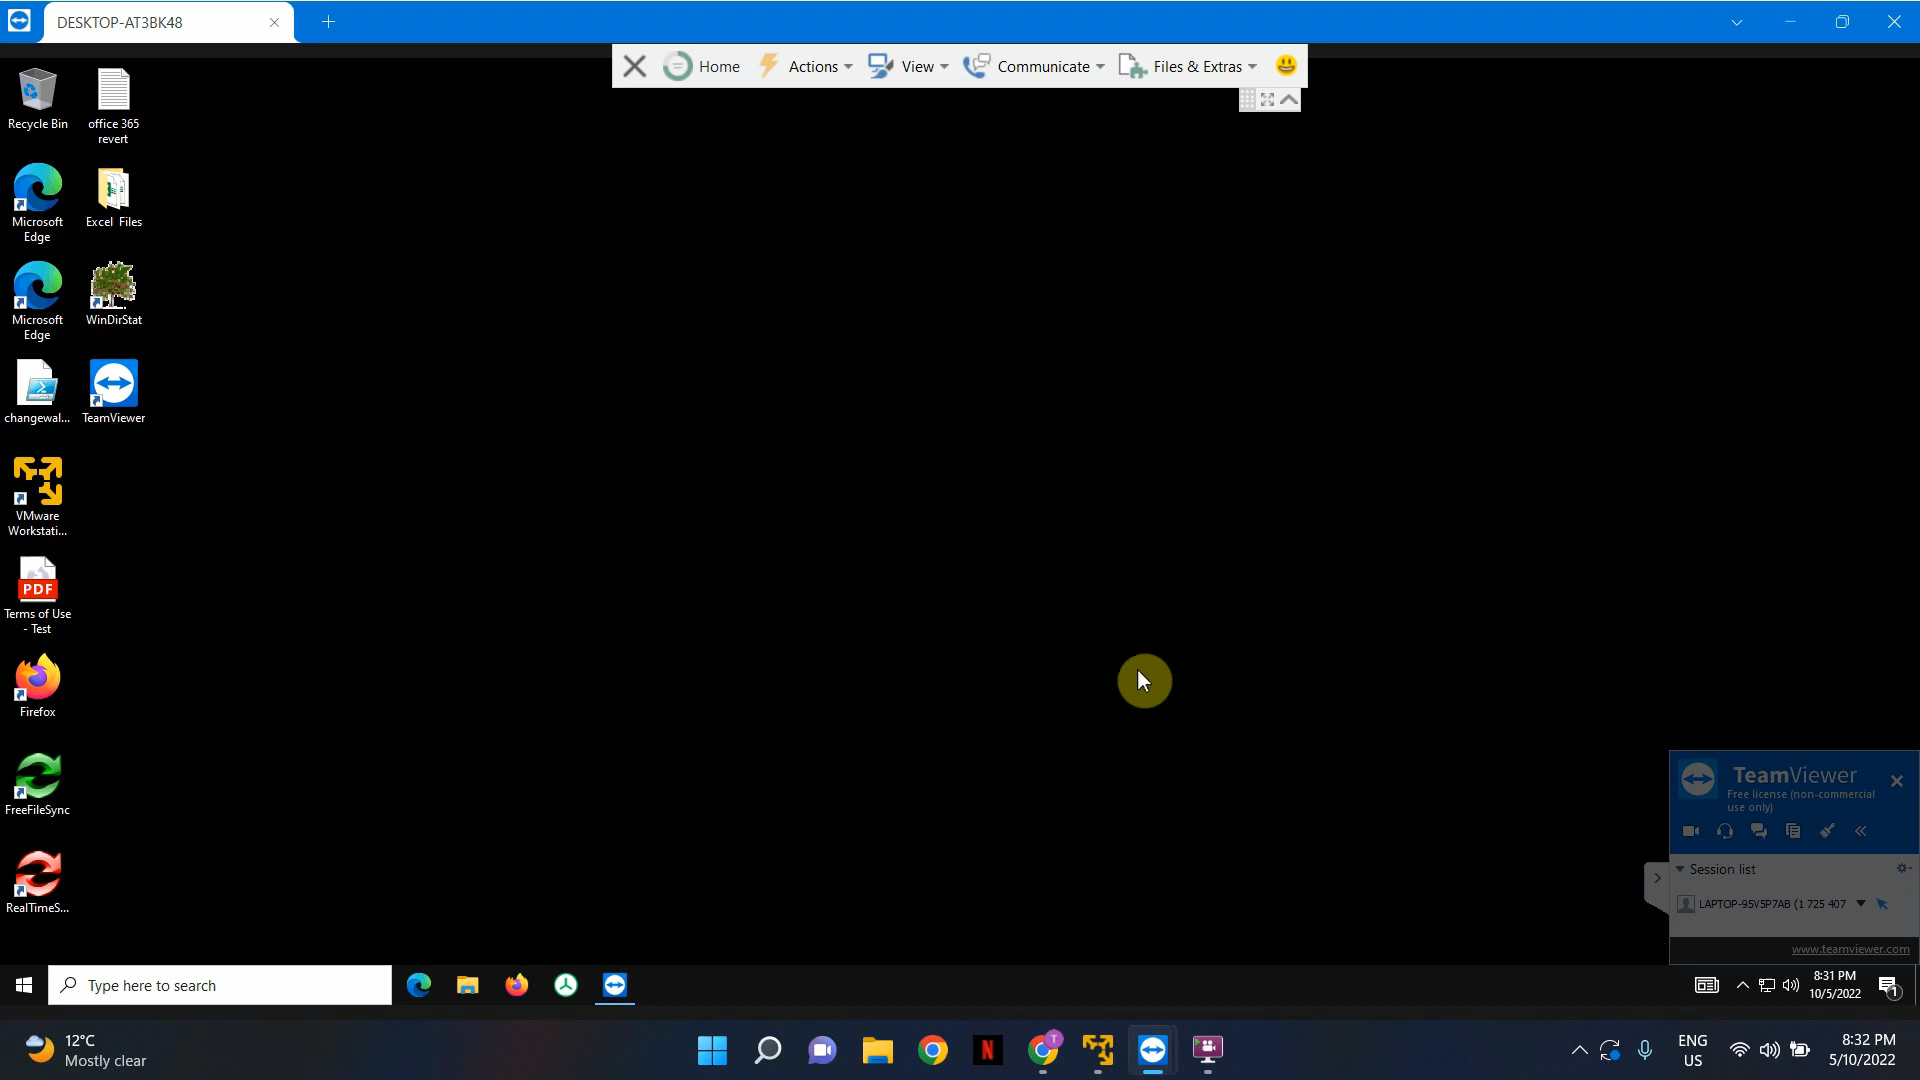 DESKTOP-AT3BK48
Home
Actions
View
Communicate
Files & Extras
Recycle Bin
office 365
revert
Microsoft
Edge
Excel Files
Microsoft
Edge
WinDirStat
changewal...
TeamViewer
VMware
Workstati...
PDF
Terms of Use
- Test
Firefox
FreeFileSync
RealTimeS...
TeamViewer
Free license (non-commercial
use only)
Session list
LAPTOP-95V5P7AB (1 725 407
www.teamviewer.com
Type here to search
8:31 PM
10/5/2022
1
12°C
Mostly clear
N
T
ENG
US
8:32 PM
5/10/2022